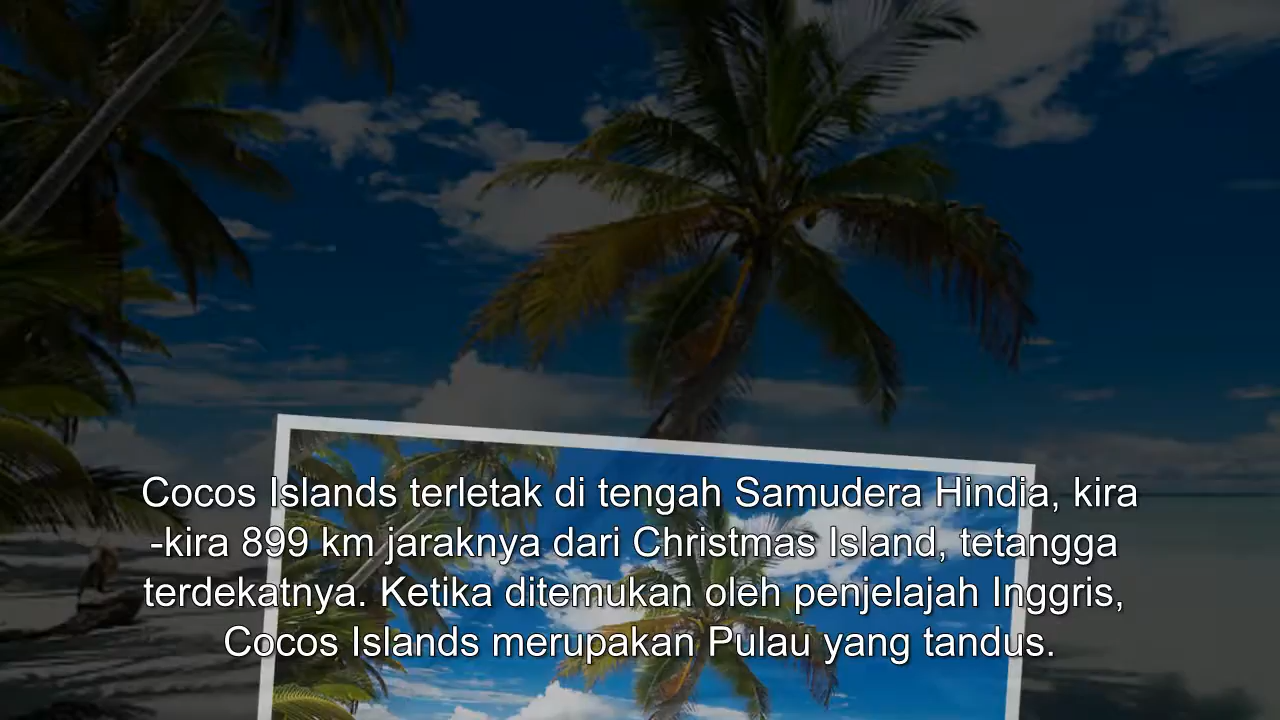 Cocos Islands terletak di tengah Samudera Hindia, kira
-kira 899 km jaraknya dari Christmas Island, tetangga
terdekatnya. Ketika ditemukan oleh penjelajah Inggris,
Cocos Islands merupakan Pulau yang tandus.